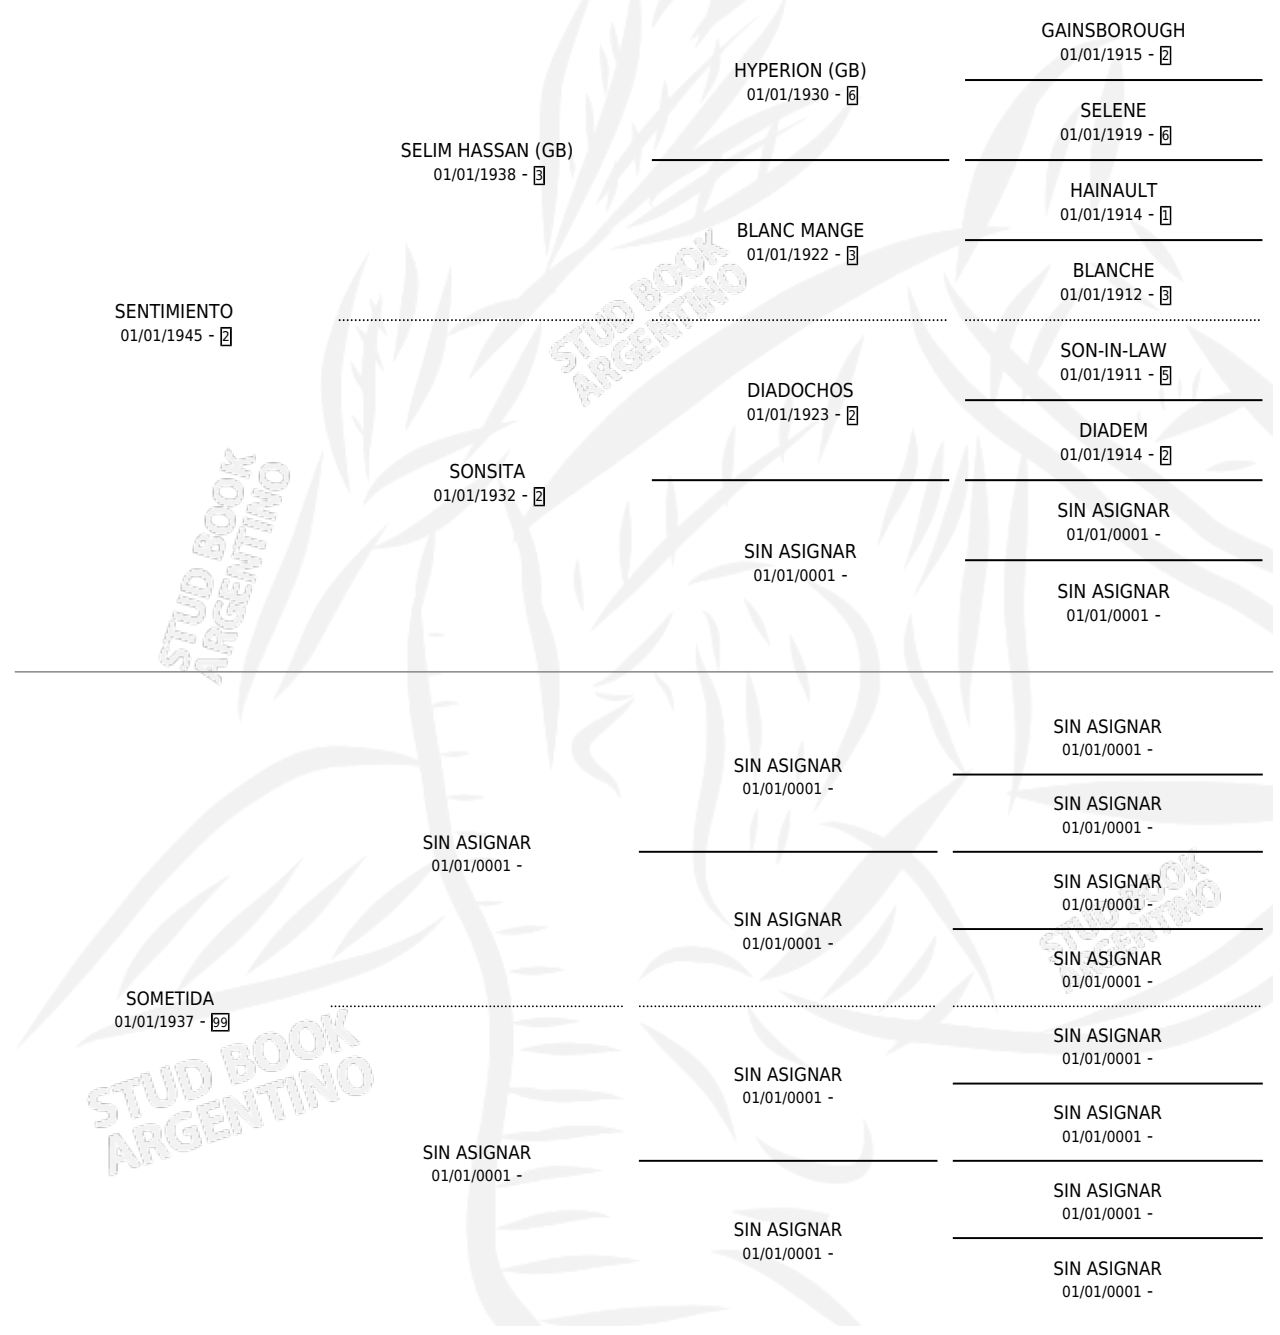 GAINSBOROUGH
01/01/1915 - 2
HYPERION (GB)
01/01/1930 - 6
SELENE
01/01/1919 - 6
SELIM HASSAN (GB)
01/01/1938 - 3
HAINAULT
01/01/1914 - 1
BLANC MANGE
01/01/1922 - 3
BLANCHE
01/01/1912 - 3
STUD BOOK
ARGENTINO
SENTIMIENTO
01/01/1945 - 2
SON-IN-LAW
01/01/1911 - 5
DIADOCHOS
01/01/1923 - 2
DIADEM
01/01/1914 - 2
SONSITA
01/01/1932 - 2
SIN ASIGNAR
01/01/0001 -
SIN ASIGNAR
01/01/0001 -
SIN ASIGNAR
01/01/0001 -
STUD BOOK
ARGENTINO
SIN ASIGNAR
01/01/0001 -
SIN ASIGNAR
01/01/0001 -
SIN ASIGNAR
01/01/0001 -
SIN ASIGNAR
01/01/0001 -
SIN ASIGNAR
01/01/0001 -
SIN ASIGNAR
01/01/0001 -
SIN ASIGNAR
01/01/0001 -
STUD BOOK
ARGENTINO
SOMETIDA
01/01/1937 - 99
SIN ASIGNAR
01/01/0001 -
SIN ASIGNAR
01/01/0001 -
SIN ASIGNAR
01/01/0001 -
SIN ASIGNAR
01/01/0001 -
SIN ASIGNAR
01/01/0001 -
SIN ASIGNAR
01/01/0001 -
SIN ASIGNAR
01/01/0001 -
STUD BOOK
ARGENTINO